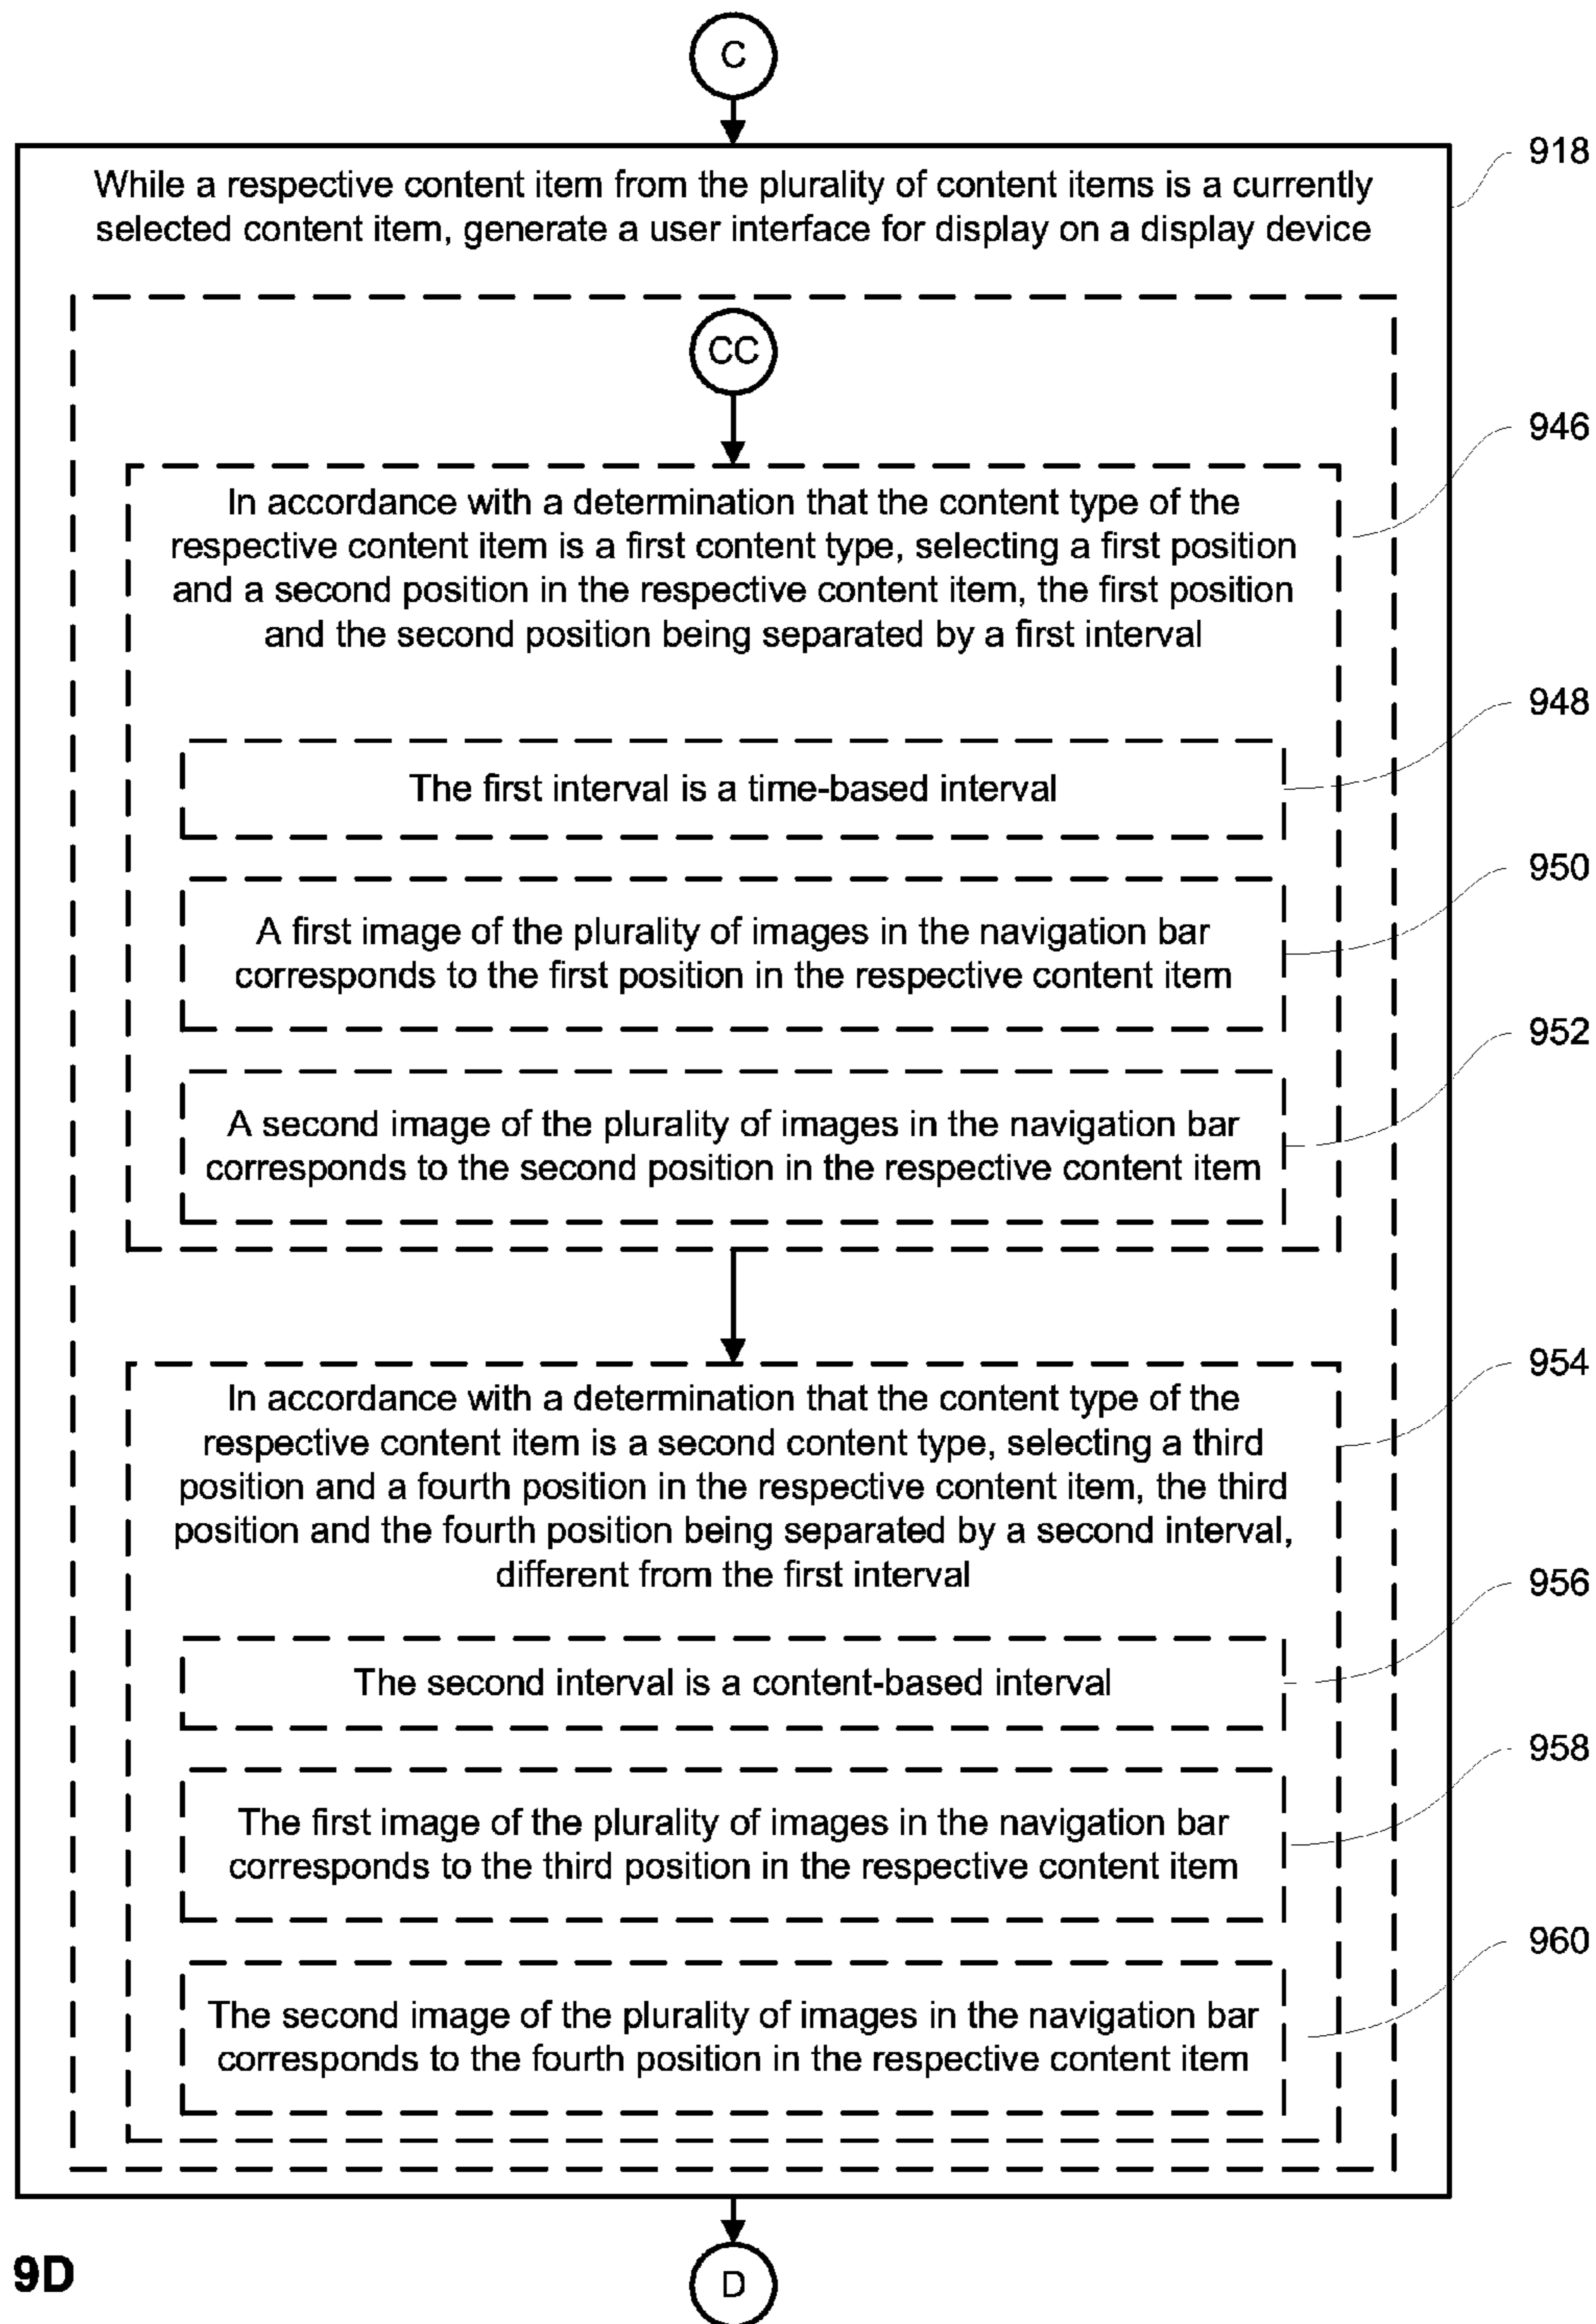 C
918
While a respective content item from the plurality of content items is a currently
selected content item, generate a user interface for display on a display device
CC
946
In accordance with a determination that the content type of the
respective content item is a first content type, selecting a first position
and a second position in the respective content item, the first position
and the second position being separated by a first interval
948
The first interval is a time-based interval
950
A first image of the plurality of images in the navigation bar
corresponds to the first position in the respective content item
952
A second image of the plurality of images in the navigation bar
corresponds to the second position in the respective content item
954
In accordance with a determination that the content type of the
respective content item is a second content type, selecting a third
position and a fourth position in the respective content item, the third
position and the fourth position being separated by a second interval,
different from the first interval
956
The second interval is a content-based interval
958
The first image of the plurality of images in the navigation bar
corresponds to the third position in the respective content item
960
The second image of the plurality of images in the navigation bar
corresponds to the fourth position in the respective content item
9D
D